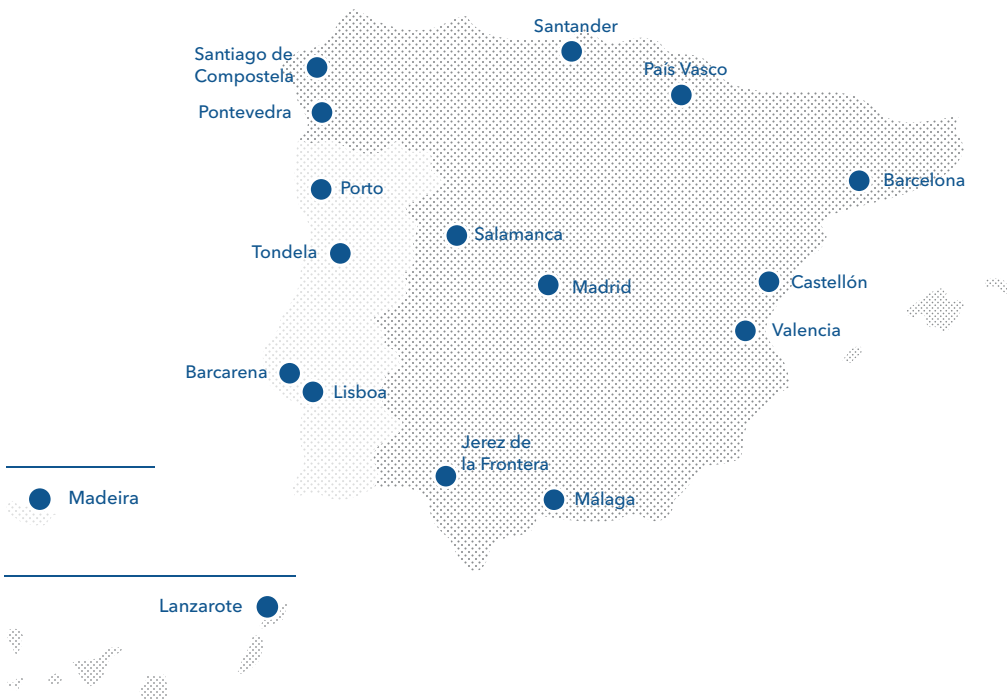 Santander
Santiago de
Compostela
País Vasco
Pontevedra
Barcelona
Porto
Salamanca
Tondela
Madrid
Castellón
Valencia
Barcarena
Lisboa
Jerez de
la Frontera
Madeira
Málaga
Lanzarote